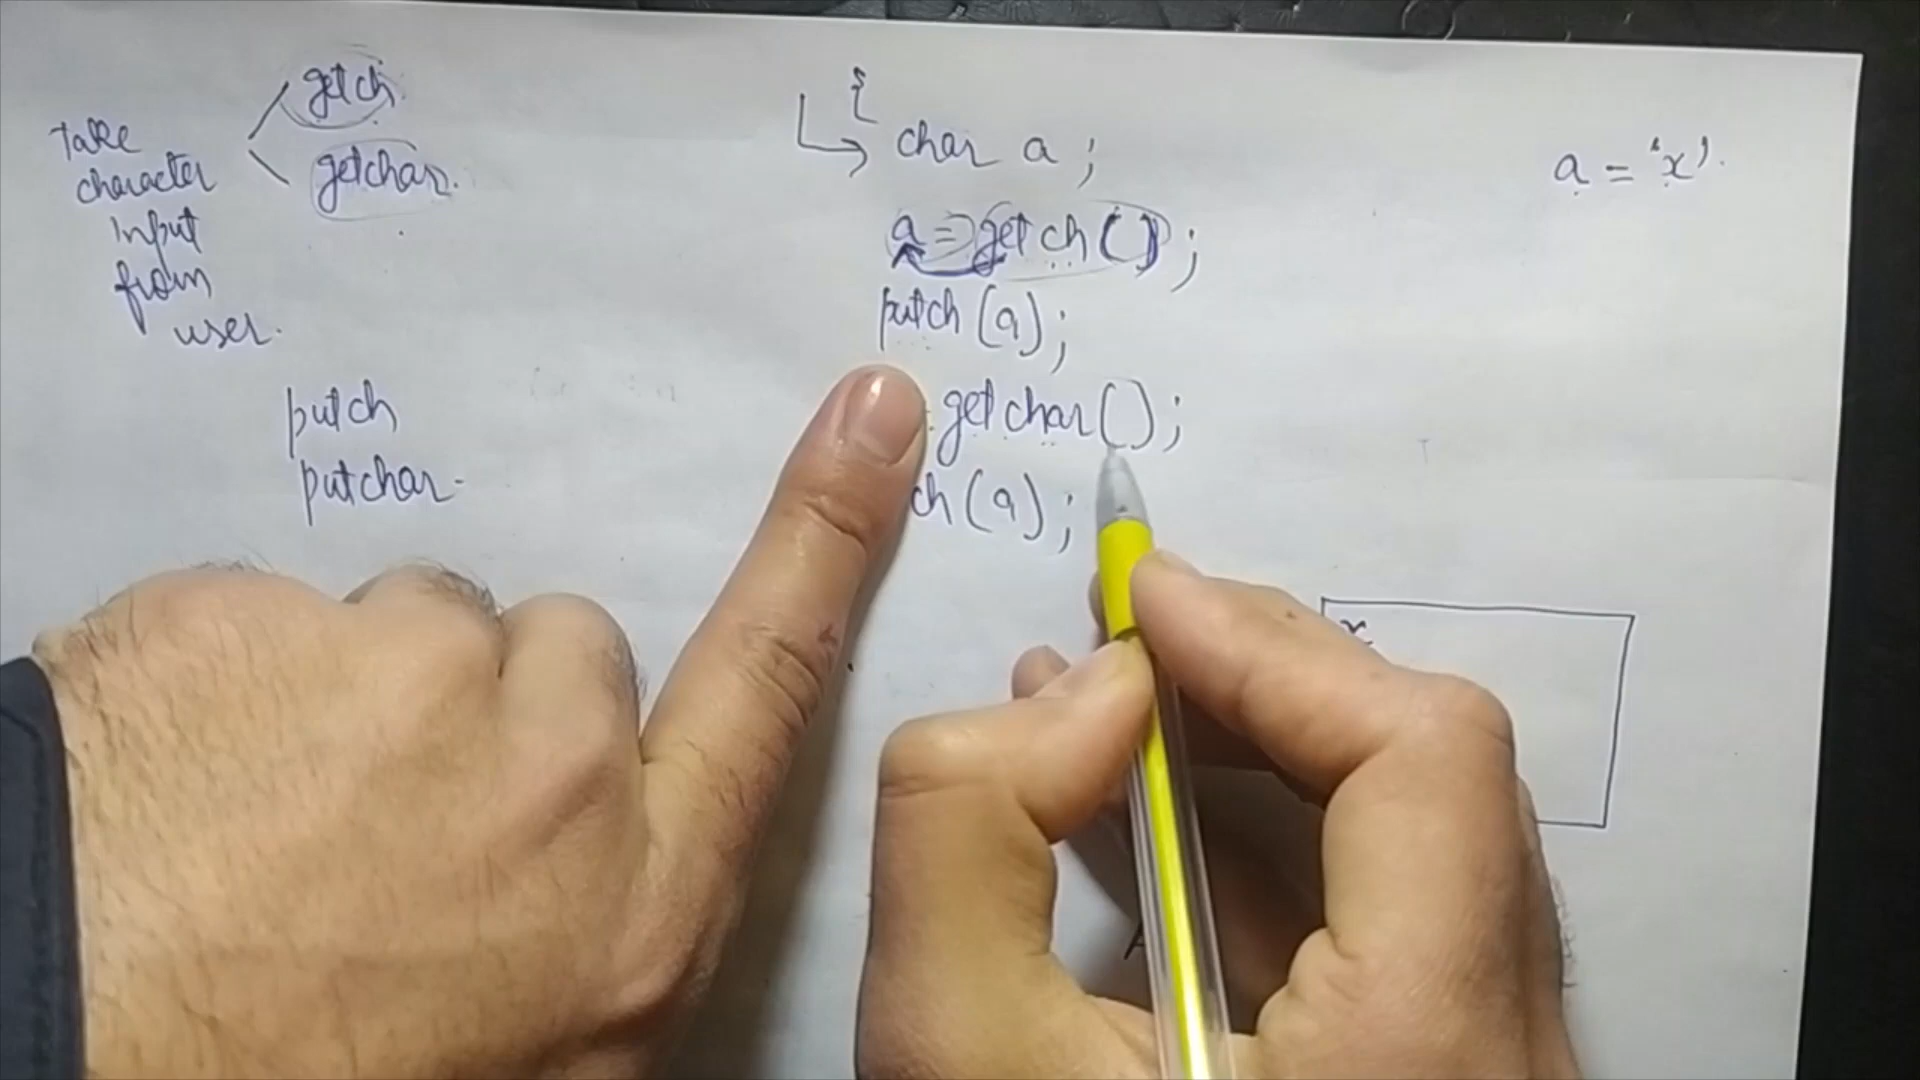 Take
character
Input
from
user.
getch.
getchar.
putch
putchar.
{
char a ;
a = getch();
putch (a);
getchar();
ch (a);
a = 'x'.
x